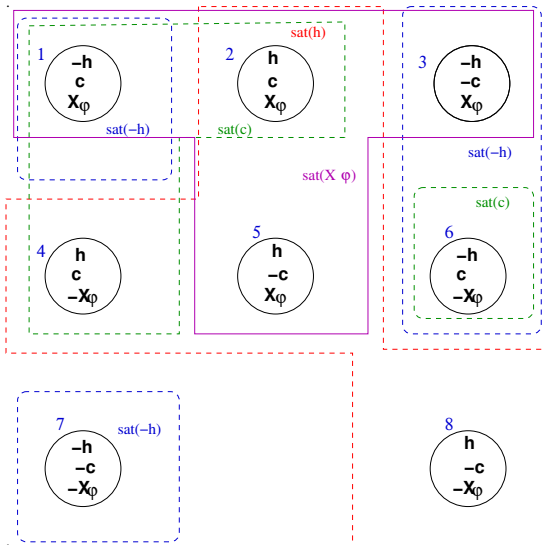 sat(h)
1
−h
c
Xφ
2
h
c
Xφ
3
−h
−c
Xφ
sat(−h)
sat(c)
sat(−h)
sat(X φ)
sat(c)
4
h
c
−Xφ
5
h
−c
Xφ
6
−h
c
−Xφ
7
−h
−c
−Xφ
sat(−h)
8
h
−c
−Xφ